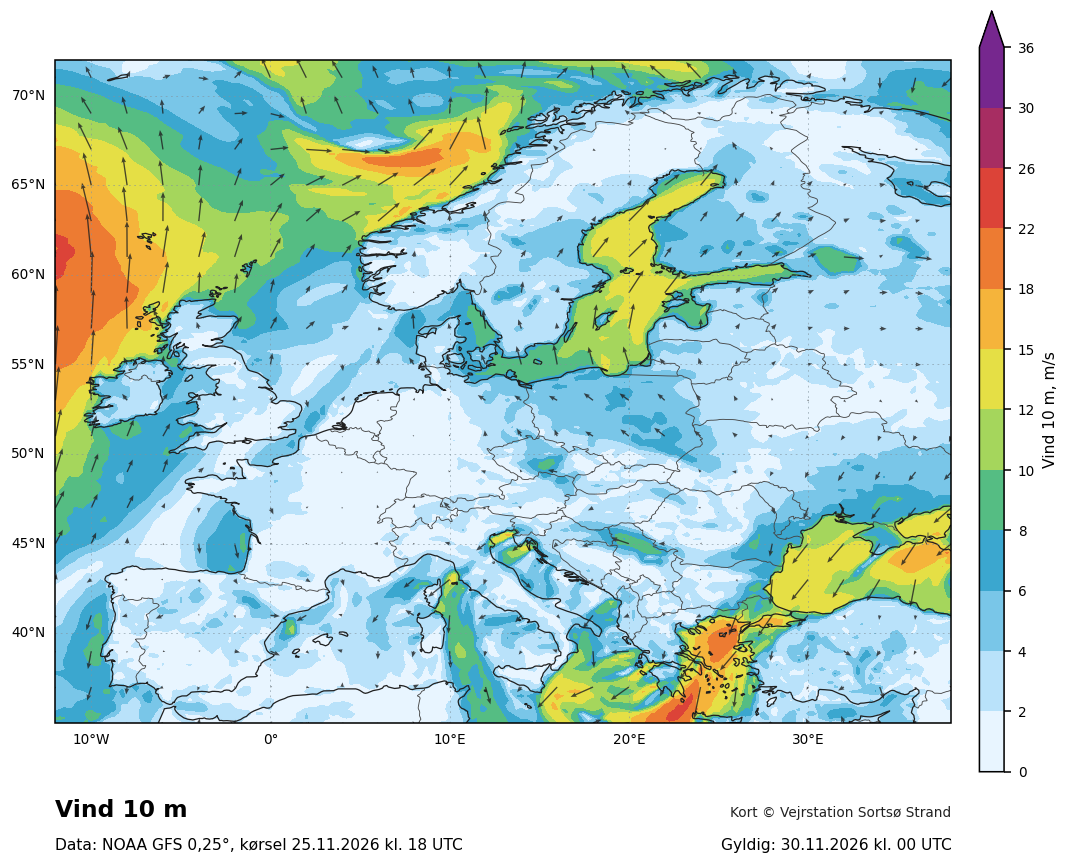 36
30
26
22
18
15
12
10
8
6
4
2
0
Vind 10 m, m/s
70°N
65°N
60°N
55°N
50°N
45°N
40°N
10°W
0°
10°E
20°E
30°E
Vind 10 m
Kort © Vejrstation Sortsø Strand
Data: NOAA GFS 0,25°, kørsel 25.11.2026 kl. 18 UTC
Gyldig: 30.11.2026 kl. 00 UTC